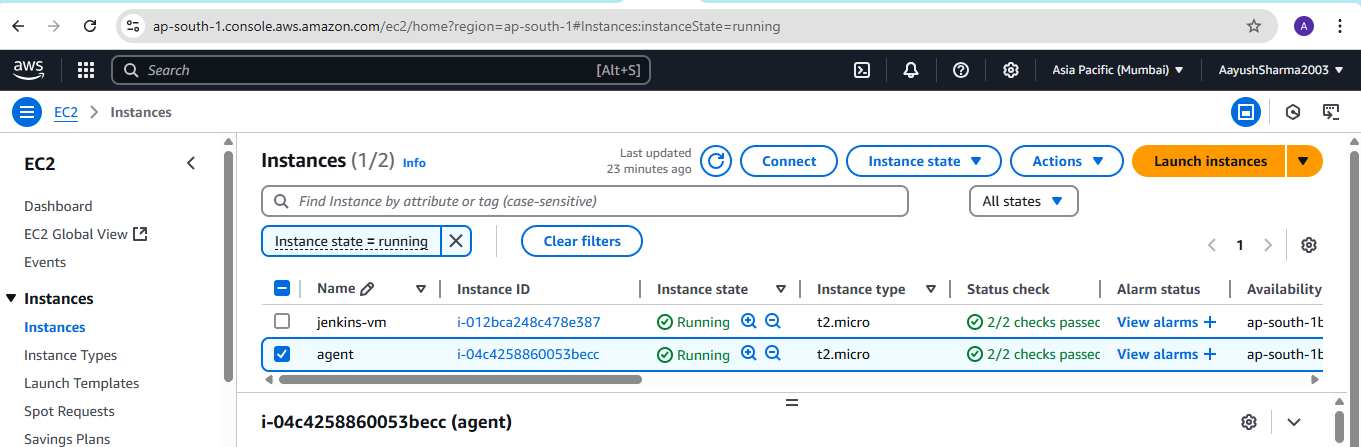 ap-south-1.console.aws.amazon.com/ec2/home?region=ap-south-1#Instances:instanceState=running
A
aws
Search [Alt+S]
Asia Pacific (Mumbai)
AayushSharma2003
EC2 > Instances
EC2
Dashboard
EC2 Global View
Events
Instances
Instances
Instance Types
Launch Templates
Spot Requests
Savings Plans
Instances (1/2) Info
Last updated
23 minutes ago
Connect
Instance state
Actions
Launch instances
Find Instance by attribute or tag (case-sensitive)
All states
Instance state = running
Clear filters
1
Name Instance ID Instance state Instance type Status check Alarm status Availability
jenkins-vm i-012bca248c478e387 Running t2.micro 2/2 checks passec View alarms + ap-south-1b
agent i-04c4258860053becc Running t2.micro 2/2 checks passec View alarms + ap-south-1b
i-04c4258860053becc (agent)